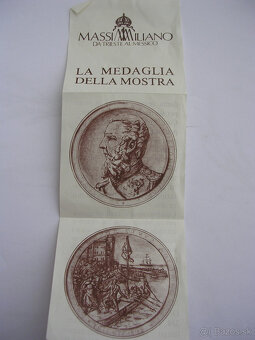 MASSIMILIANO
DA TRIESTE AL MESSICO
LA MEDAGLIA
DELLA MOSTRA